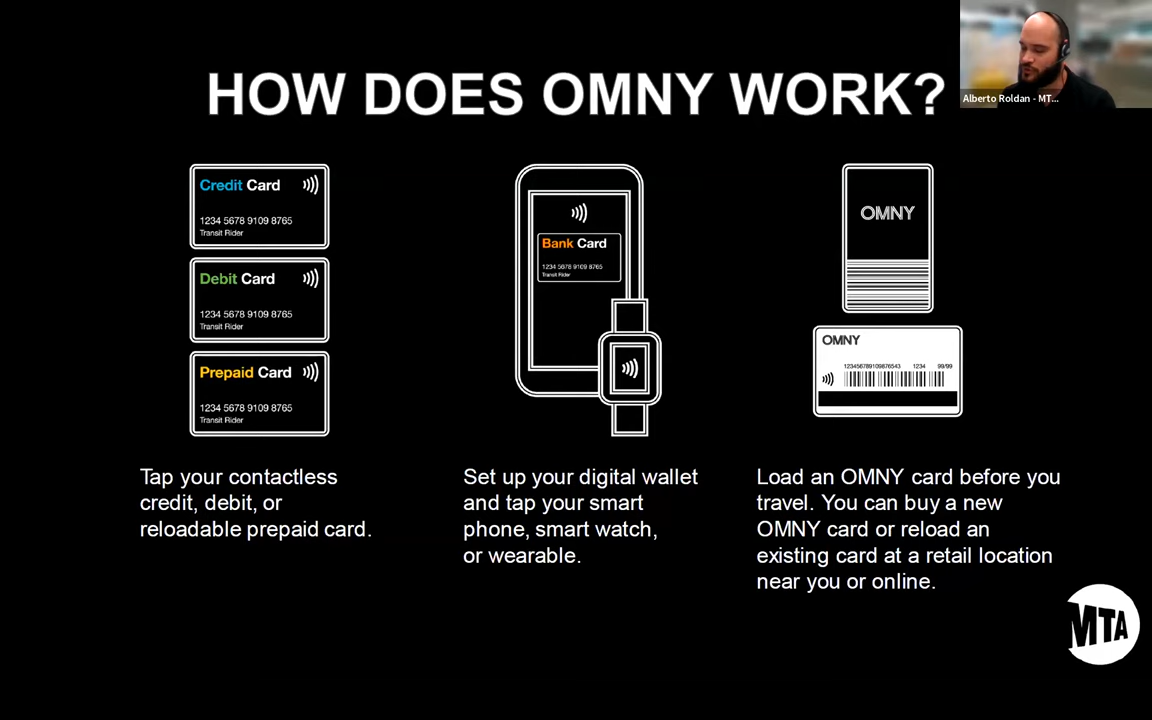 HOW DOES OMNY WORK?
Alberto Roldan - MT...
Credit Card
1234 5678 9109 8765
Transit Rider
Debit Card
1234 5678 9109 8765
Transit Rider
Prepaid Card
1234 5678 9109 8765
Transit Rider
Bank Card
1234 5678 9109 8765
Transit Rider
OMNY
OMNY
123456789109876543 1234 99/99
Tap your contactless
credit, debit, or
reloadable prepaid card.
Set up your digital wallet
and tap your smart
phone, smart watch,
or wearable.
Load an OMNY card before you
travel. You can buy a new
OMNY card or reload an
existing card at a retail location
near you or online.
MTA